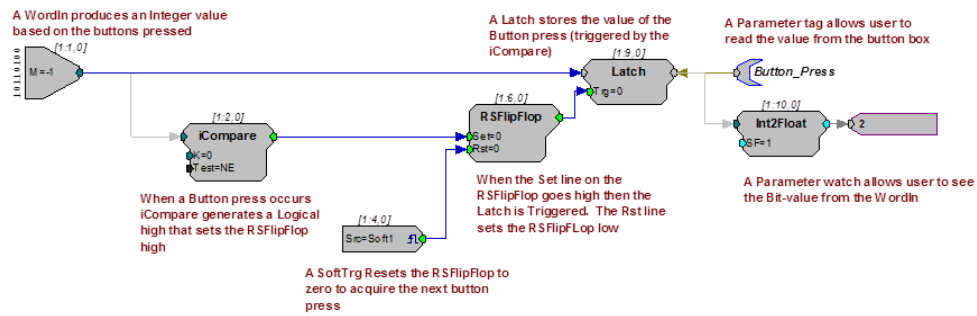 A WordIn produces an Integer value
based on the buttons pressed
[1:1,0]
10110100
M=-1
A Latch stores the value of the
Button press (triggered by the
iCompare)
[1:9,0]
Latch
Trg=0
A Parameter tag allows user to
read the value from the button box
Button_Press
[1:2,0]
iCompare
K=0
Test=NE
[1:6,0]
RSFlipFlop
Set=0
Rst=0
[1:10,0]
Int2Float
SF=1
2
When a Button press occurs
iCompare generates a Logical
high that sets the RSFlipFlop
high
When the Set line on the
RSFlipFlop goes high then the
Latch is Triggered. The Rst line
sets the RSFlipFLop low
A Parameter watch allows user to see
the Bit-value from the WordIn
[1:4,0]
Src=Soft1
A SoftTrg Resets the RSFlipFlop to
zero to acquire the next button
press